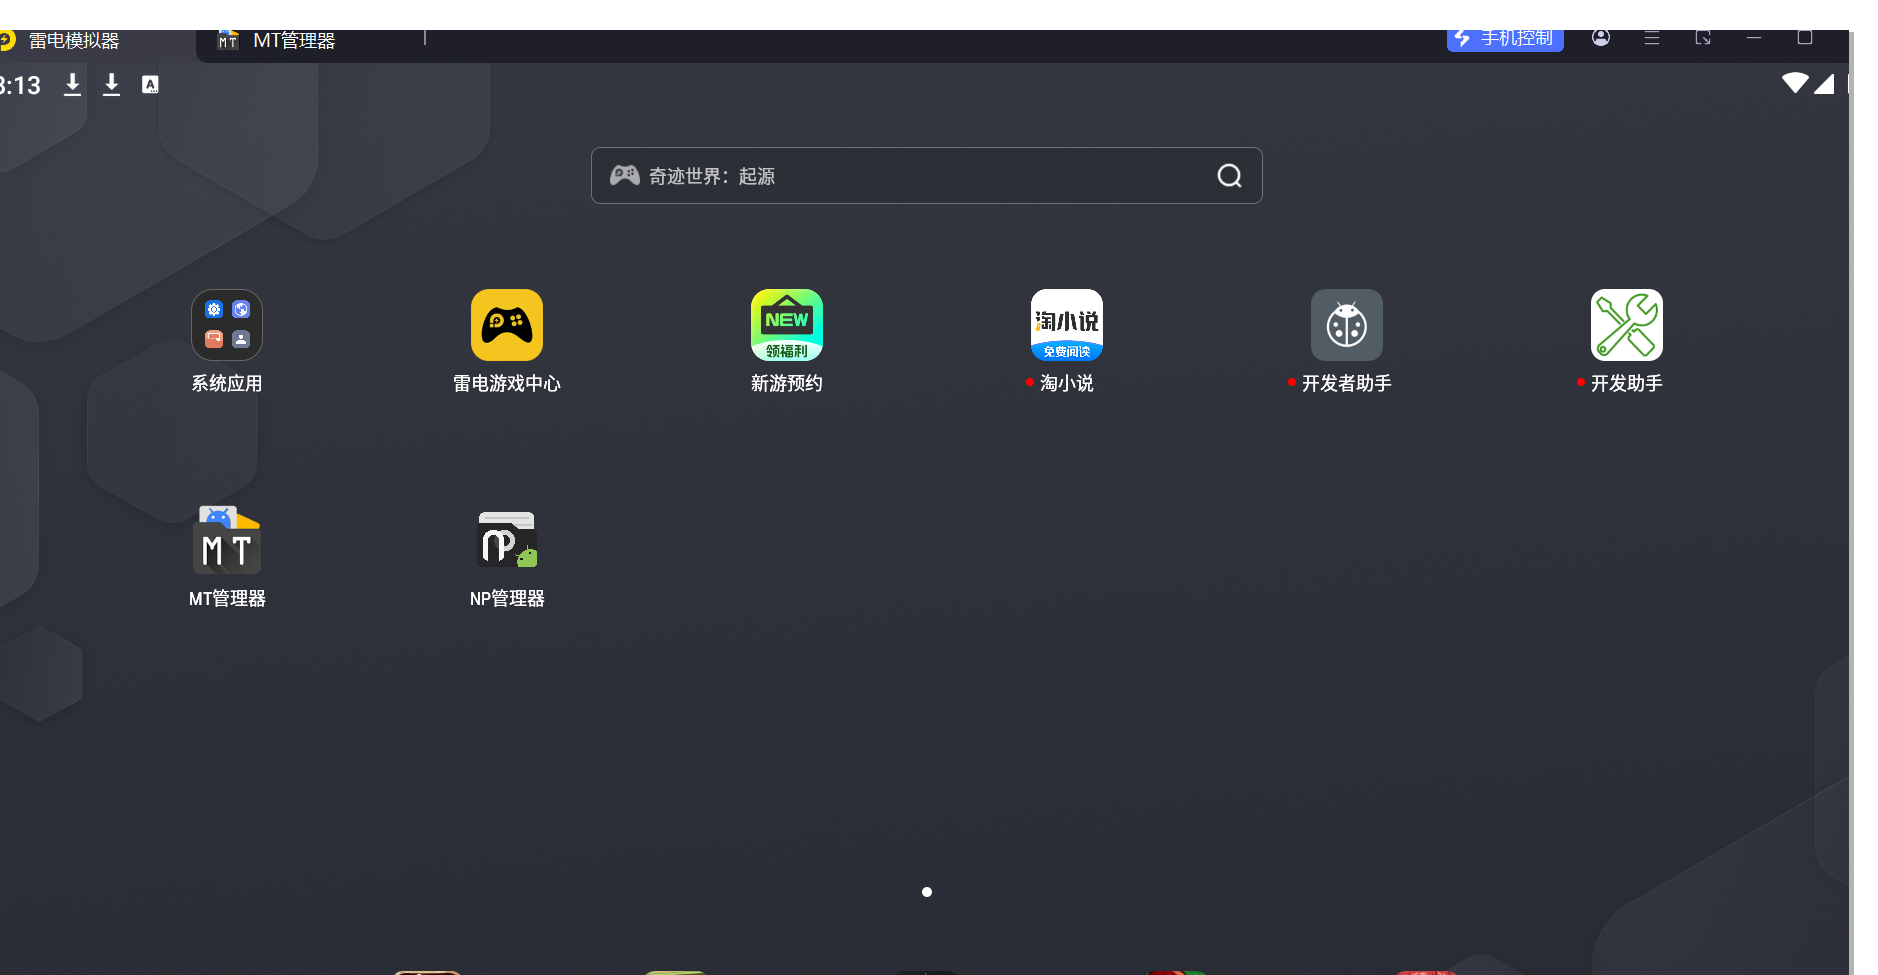 雷电模拟器
MT
MT管理器
手机控制
:13
A
奇迹世界：起源
NEW
领福利
淘小说
免费阅读
系统应用
雷电游戏中心
新游预约
淘小说
开发者助手
开发助手
MT
NP
MT管理器
NP管理器